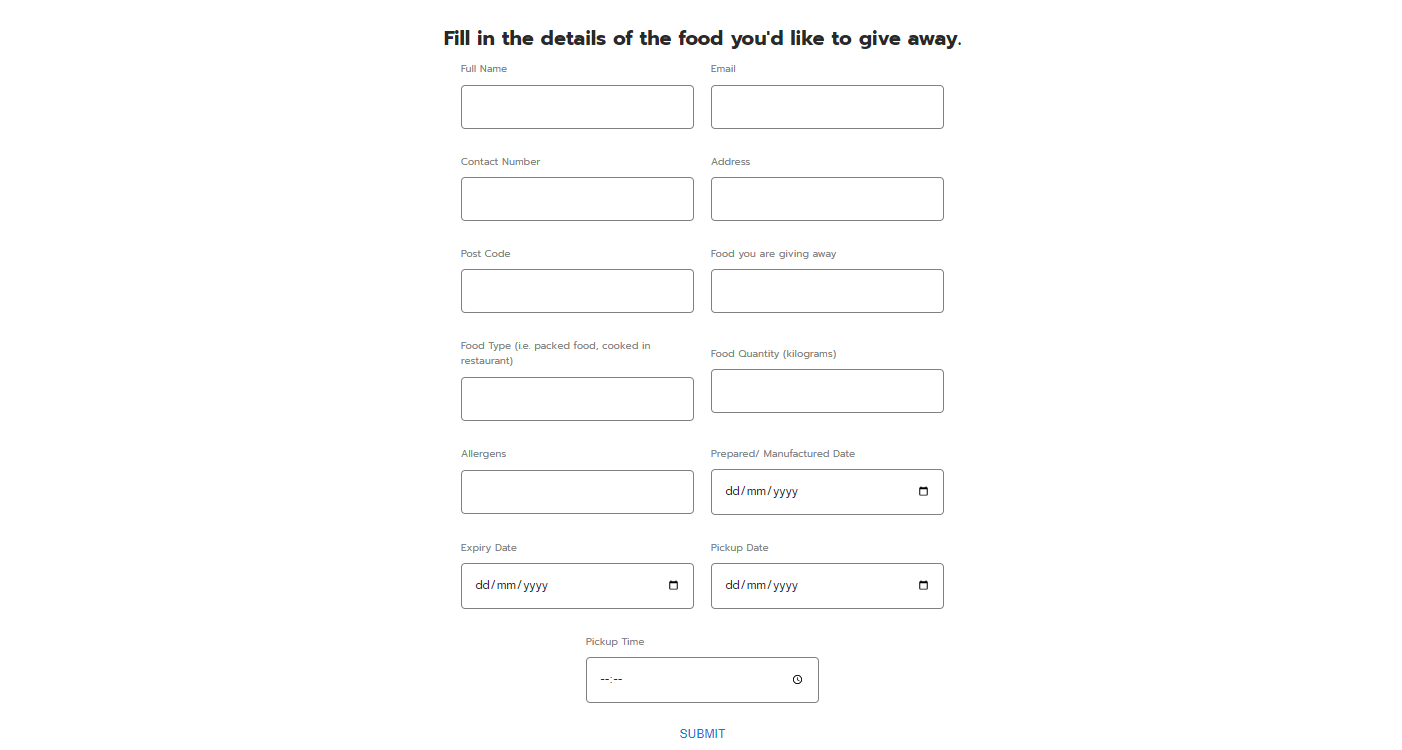 Fill in the details of the food you'd like to give away.
Full Name
Email
Contact Number
Address
Post Code
Food you are giving away
Food Type (i.e. packed food, cooked in
restaurant)
Food Quantity (kilograms)
Allergens
Prepared/ Manufactured Date
dd/mm/yyyy
Expiry Date
Pickup Date
dd/mm/yyyy
dd/mm/yyyy
Pickup Time
--:--
SUBMIT